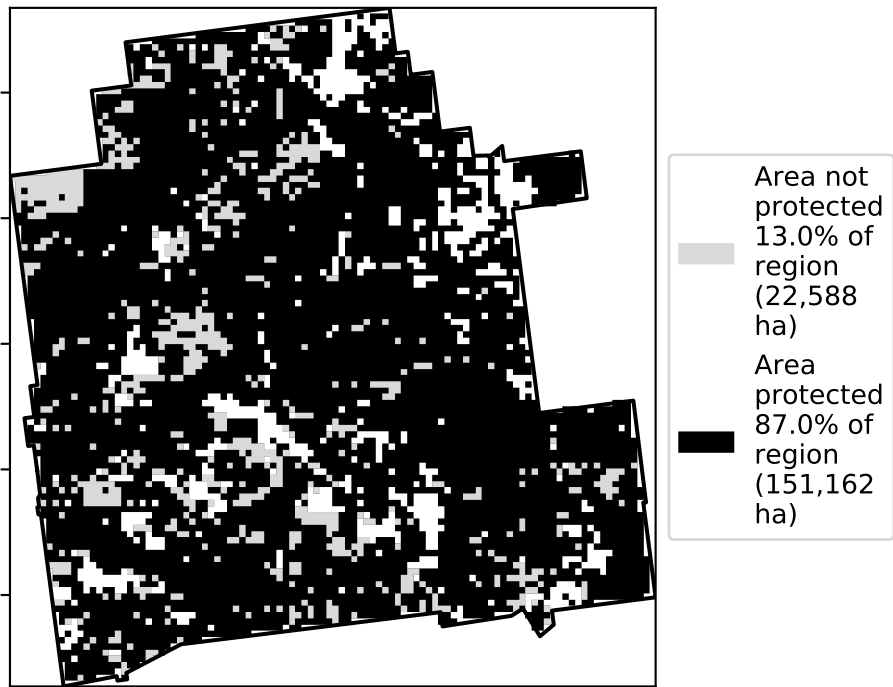 Area not
protected
13.0% of
region
(22,588
ha)
Area
protected
87.0% of
region
(151,162
ha)